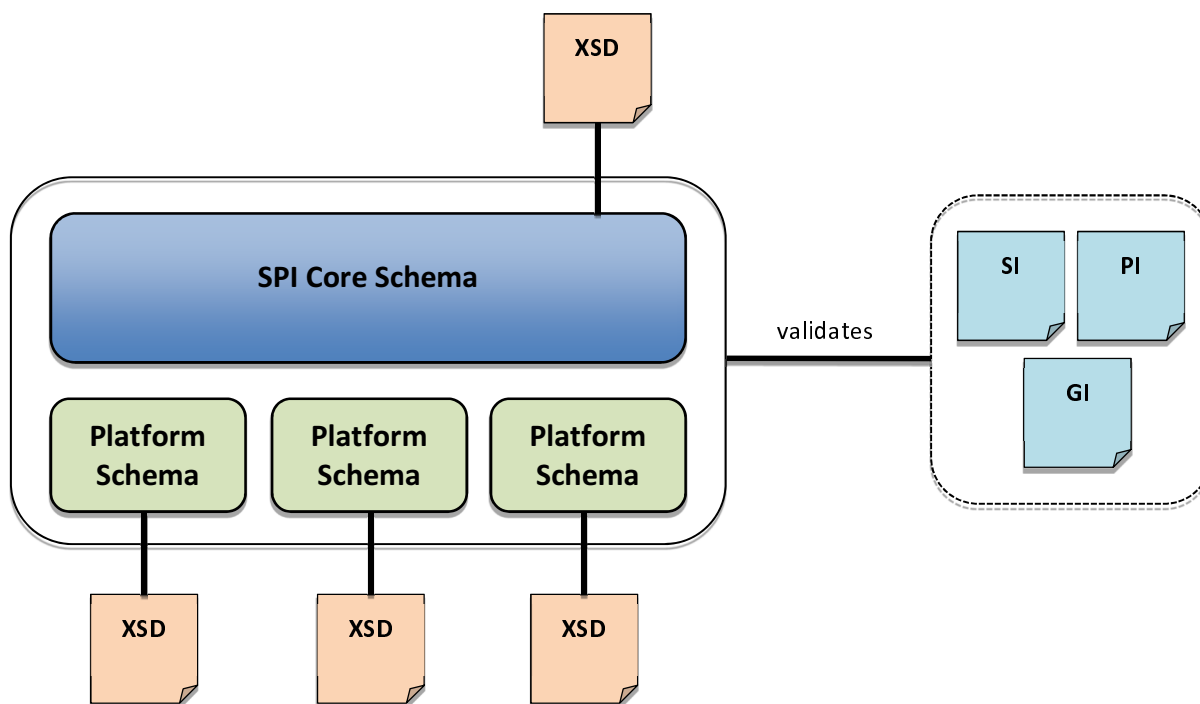 XSD
SPI Core Schema
SI
PI
validates
GI
Platform
Schema
Platform
Schema
Platform
Schema
XSD
XSD
XSD